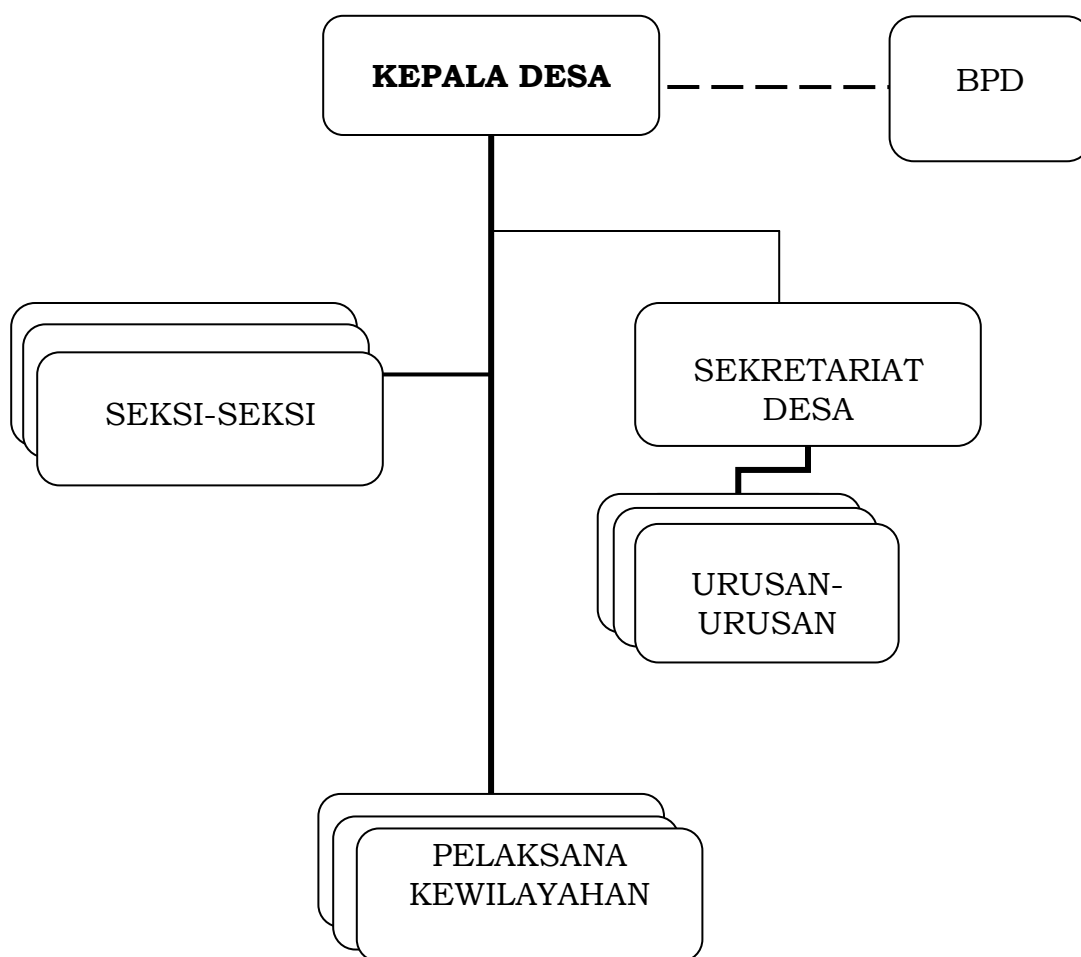 KEPALA DESA
BPD
SEKRETARIAT
DESA
SEKSI-SEKSI
URUSAN-
URUSAN
PELAKSANA
KEWILAYAHAN